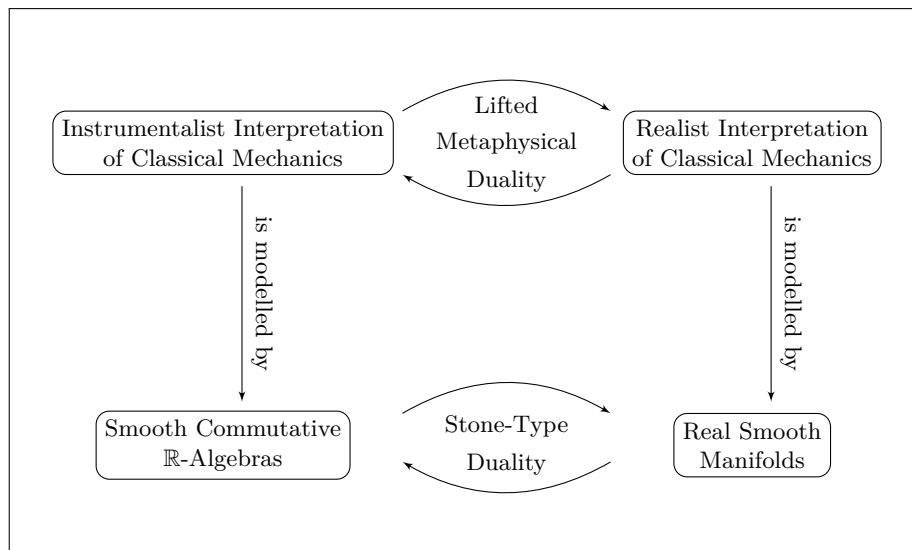 Instrumentalist Interpretation
of Classical Mechanics
Lifted
Metaphysical
Duality
Realist Interpretation
of Classical Mechanics
is modelled by
is modelled by
Smooth Commutative
ℝ-Algebras
Stone-Type
Duality
Real Smooth
Manifolds